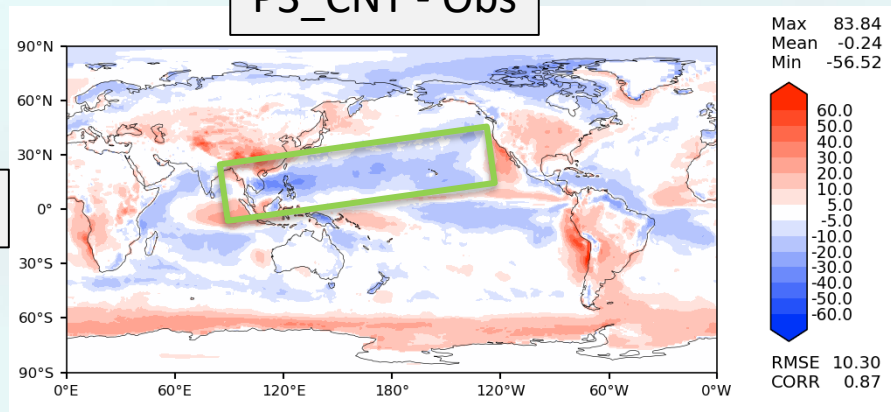 P3_CNT - Obs
Max 83.84
Mean -0.24
Min -56.52
90°N
60°N
30°N
0°
30°S
60°S
90°S
0°E
60°E
120°E
180°
120°W
60°W
0°W
60.0
50.0
40.0
30.0
20.0
10.0
5.0
-5.0
-10.0
-20.0
-30.0
-40.0
-50.0
-60.0
RMSE 10.30
CORR 0.87